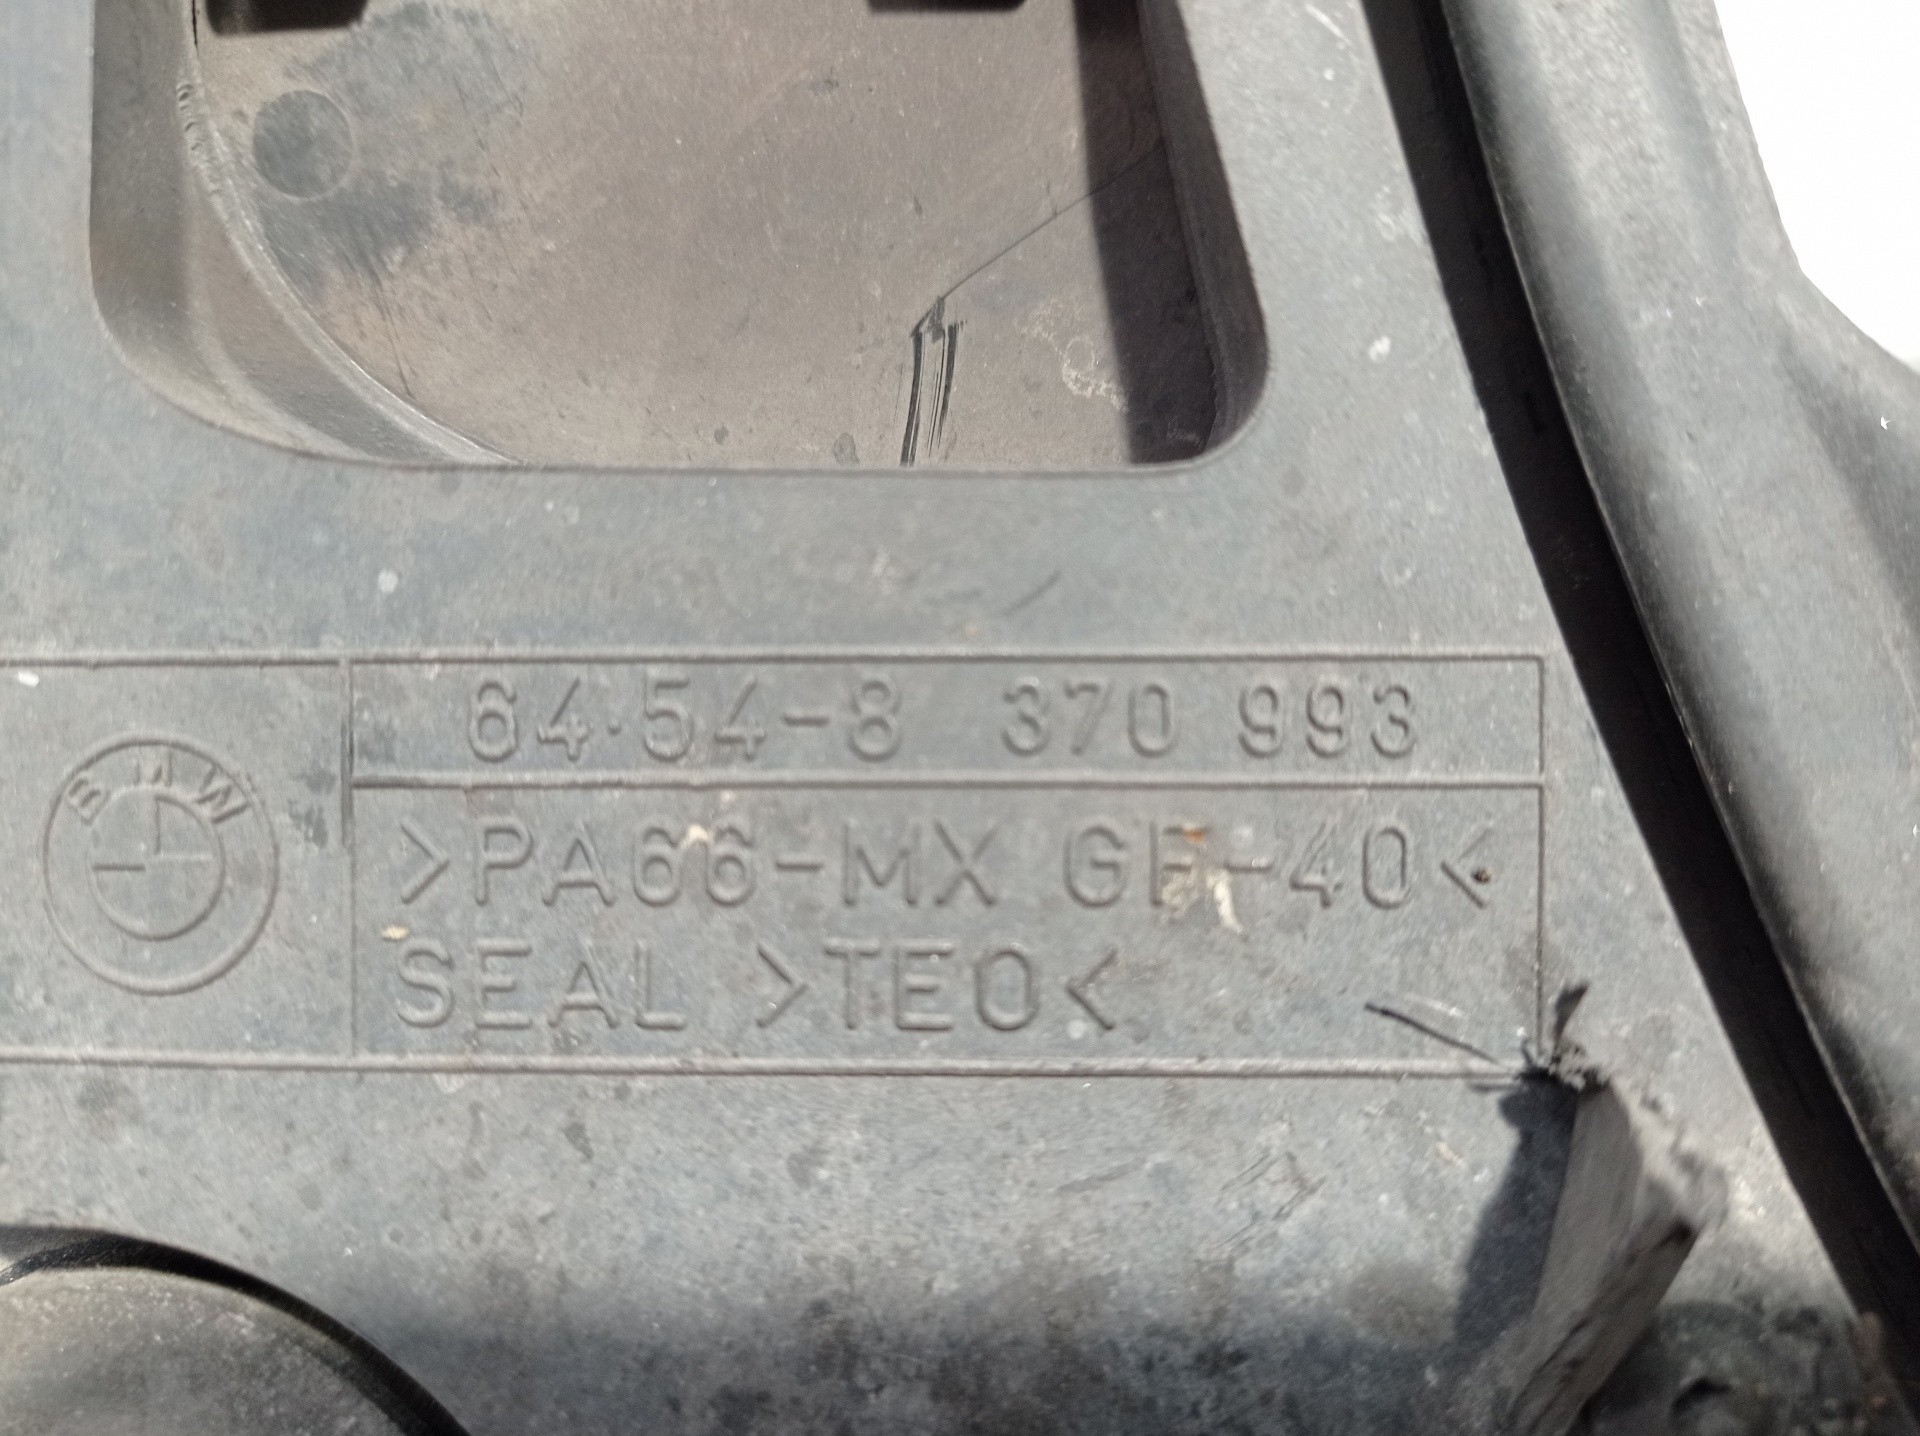 BMW
64·54-8 370 993
>PA66-MX GF-40<
SEAL >TEO<